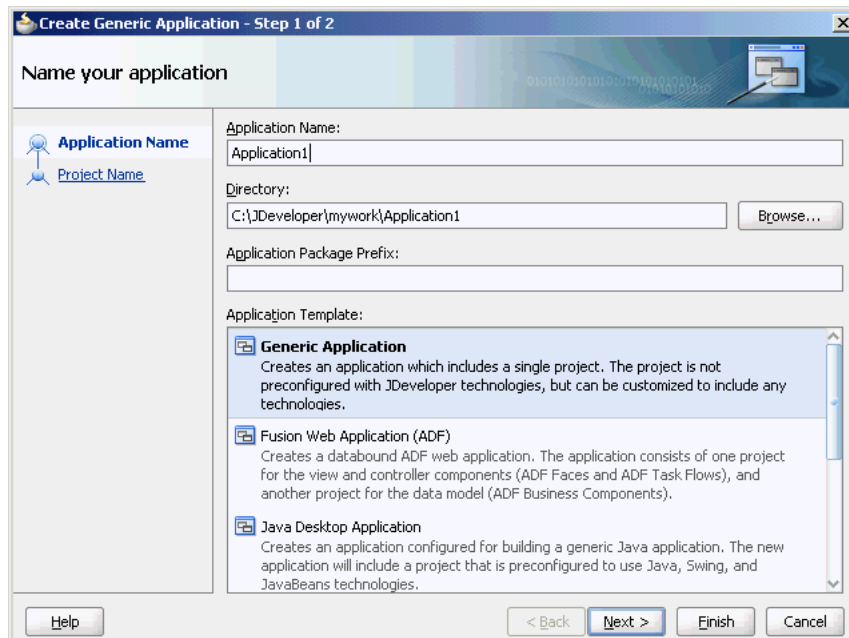 Create Generic Application - Step 1 of 2
Name your application
Application Name
Project Name
Application Name:
Application1
Directory:
C:\JDeveloper\mywork\Application1
Browse...
Application Package Prefix:
Application Template:
Generic Application
Creates an application which includes a single project. The project is not
preconfigured with JDeveloper technologies, but can be customized to include any
technologies.
Fusion Web Application (ADF)
Creates a databound ADF web application. The application consists of one project
for the view and controller components (ADF Faces and ADF Task Flows), and
another project for the data model (ADF Business Components).
Java Desktop Application
Creates an application configured for building a generic Java application. The new
application will include a project that is preconfigured to use Java, Swing, and
JavaBeans technologies.
Help
< Back
Next >
Finish
Cancel